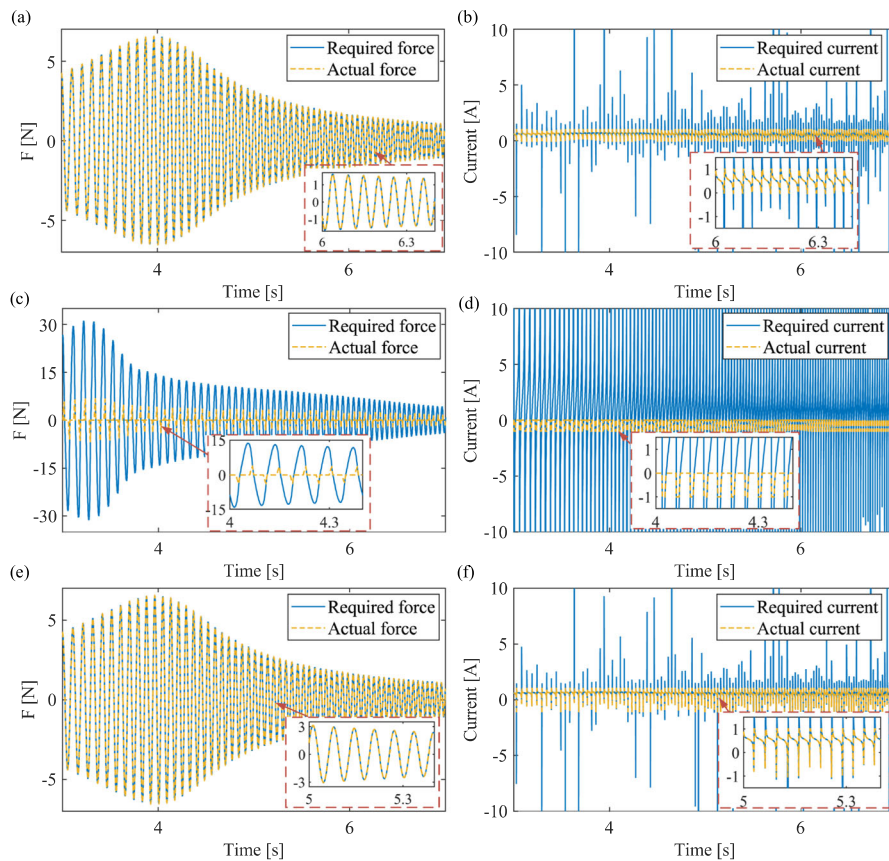 (a)
F [N]
5
0
-5
Required force
Actual force
1
0
-1
6
6.3
4
6
Time [s]
(b)
Current [A]
10
5
0
-5
-10
Required current
Actual current
1
0
-1
6
6.3
4
6
Time [s]
(c)
F [N]
30
15
0
-15
-30
Required force
Actual force
15
0
-15
4
4.3
4
6
Time [s]
(d)
Current [A]
10
5
0
-5
-10
Required current
Actual current
1
0
-1
4
4.3
4
6
Time [s]
(e)
F [N]
5
0
-5
Required force
Actual force
3
0
-3
5
5.3
4
6
Time [s]
(f)
Current [A]
10
5
0
-5
-10
Required current
Actual current
1
0
-1
5
5.3
4
6
Time [s]